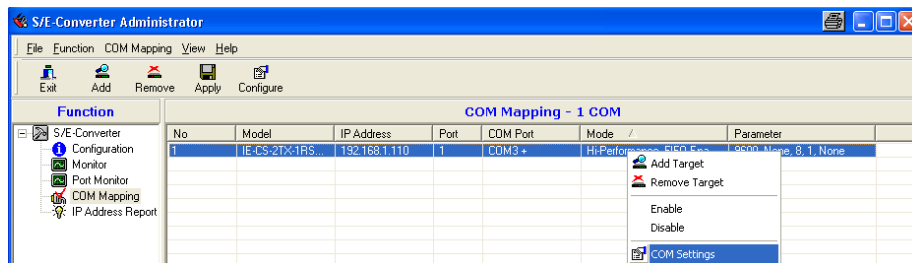 S/E-Converter Administrator
File Function COM Mapping View Help
Exit Add Remove Apply Configure
Function
COM Mapping - 1 COM
S/E-Converter
Configuration
Monitor
Port Monitor
COM Mapping
IP Address Report
No Model IP Address Port COM Port Mode Parameter
1 IE-CS-2TX-1RS... 192.168.1.110 1 COM3 + Hi-Performance, FIFO Ena... 9600, None, 8, 1, None
Add Target
Remove Target
Enable
Disable
COM Settings